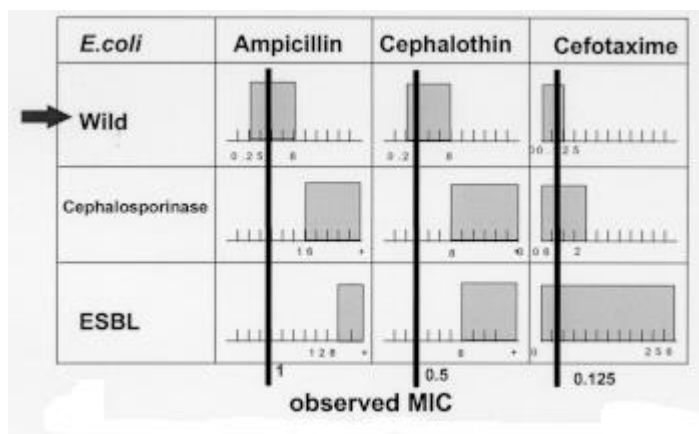 E.coli Ampicillin Cephalothin Cefotaxime
Wild
0.25 8 0.2 8
Cephalosporinase
16 + 8 2
ESBL
128 + 8 + 0 256
1 0.5 0.125
observed MIC